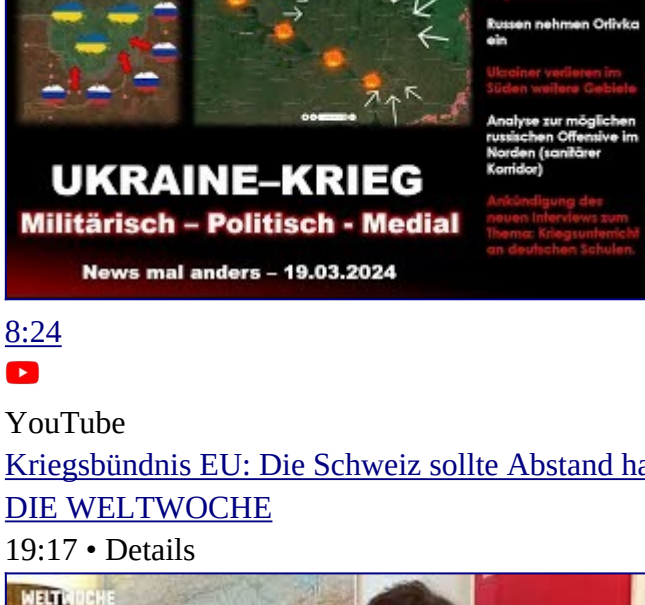 Russen nehmen Orlivka
ein
Ukrainer verlieren im
Süden weitere Gebiete
Analyse zur möglichen
russischen Offensive im
Norden (sanitärer
Korridor)
Ankündigung des
neuen Interviews zum
Thema: Kriegsunterricht
an deutschen Schulen.
UKRAINE–KRIEG
Militärisch – Politisch - Medial
News mal anders – 19.03.2024
8:24
YouTube
Kriegsbündnis EU: Die Schweiz sollte Abstand ha
DIE WELTWOCHE
19:17 • Details
WELTWOCHE